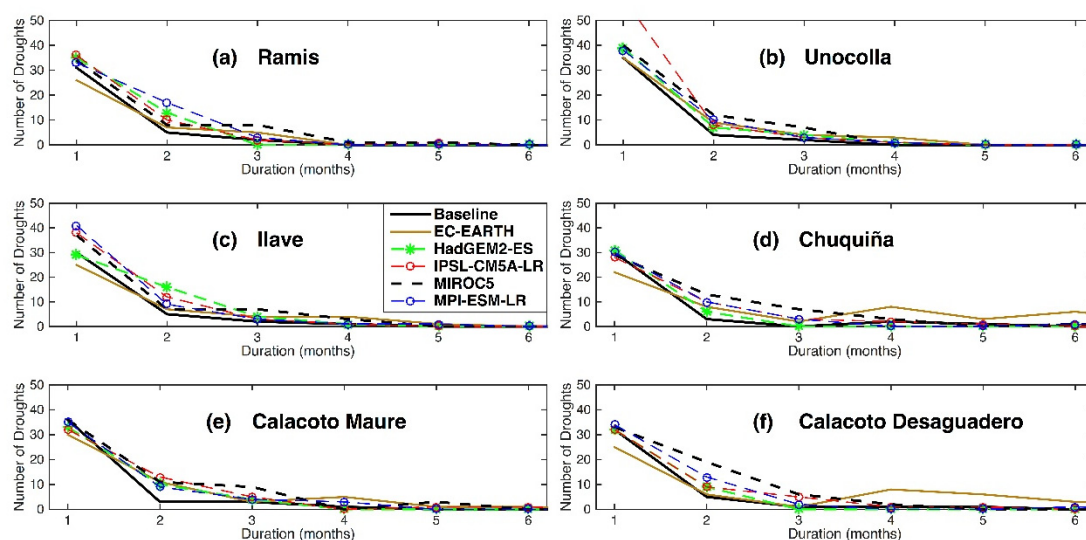 (a) Ramis
Number of Droughts
50
40
30
20
10
0
1 2 3 4 5 6
Duration (months)
(b) Unocolla
Number of Droughts
50
40
30
20
10
0
1 2 3 4 5 6
Duration (months)
(c) Ilave
Number of Droughts
50
40
30
20
10
0
1 2 3 4 5 6
Duration (months)
Baseline
EC-EARTH
HadGEM2-ES
IPSL-CM5A-LR
MIROC5
MPI-ESM-LR
(d) Chuquiña
Number of Droughts
50
40
30
20
10
0
1 2 3 4 5 6
Duration (months)
(e) Calacoto Maure
Number of Droughts
50
40
30
20
10
0
1 2 3 4 5 6
Duration (months)
(f) Calacoto Desaguadero
Number of Droughts
50
40
30
20
10
0
1 2 3 4 5 6
Duration (months)